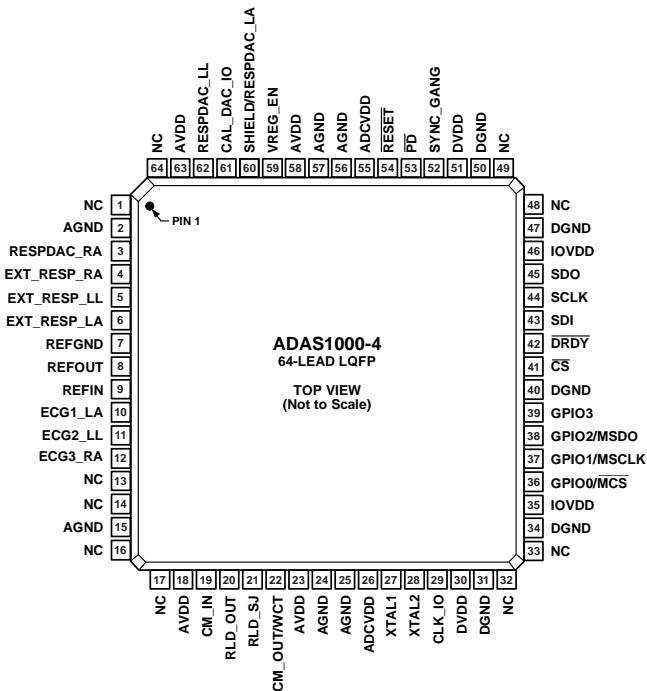 NC
AVDD
RESPDAC_LL
CAL_DAC_IO
SHIELD/RESPDAC_LA
VREG_EN
AVDD
AGND
AGND
ADCVDD
RESET
PD
SYNC_GANG
DVDD
DGND
NC
64 63 62 61 60 59 58 57 56 55 54 53 52 51 50 49
NC 1
AGND 2
RESPDAC_RA 3
EXT_RESP_RA 4
EXT_RESP_LL 5
EXT_RESP_LA 6
REFGND 7
REFOUT 8
REFIN 9
ECG1_LA 10
ECG2_LL 11
ECG3_RA 12
NC 13
NC 14
AGND 15
NC 16
PIN 1
ADAS1000-4
64-LEAD LQFP
TOP VIEW
(Not to Scale)
48 NC
47 DGND
46 IOVDD
45 SDO
44 SCLK
43 SDI
42 DRDY
41 CS
40 DGND
39 GPIO3
38 GPIO2/MSDO
37 GPIO1/MSCLK
36 GPIO0/MCS
35 IOVDD
34 DGND
33 NC
17 18 19 20 21 22 23 24 25 26 27 28 29 30 31 32
NC
AVDD
CM_IN
RLD_OUT
RLD_SJ
CM_OUT/WCT
AVDD
AGND
AGND
ADCVDD
XTAL1
XTAL2
CLK_IO
DVDD
DGND
NC